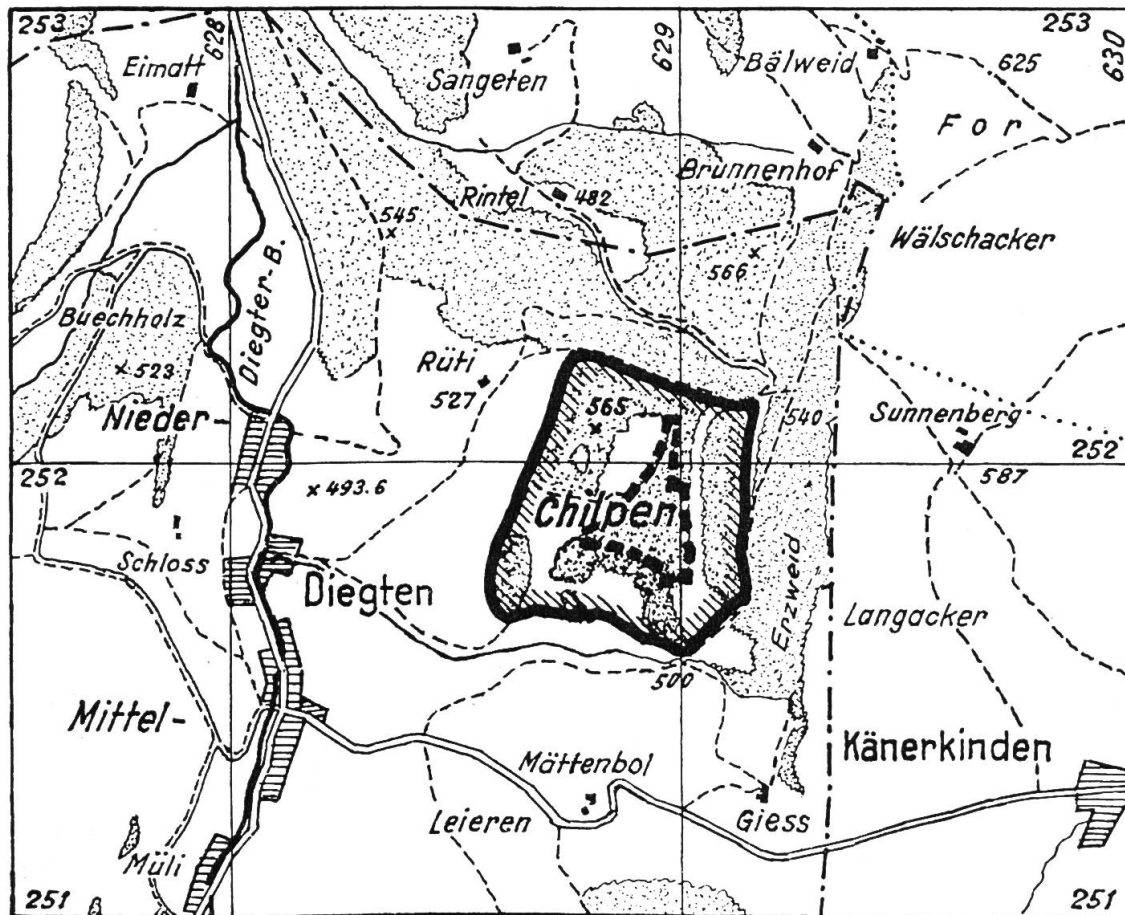 253
628
629
253
630
Eimatt
Sangeten
Bälweid
625
For
Brunnenhof
Rintel
482
545
Wälschacker
566
Diegter-B.
Buechholz
523
Rüti
527
Nieder-
565
540
Sunnenberg
252
252
587
493.6
Chilpen
Schloss
Diegten
Erzweid
Langacker
500
Mittel-
Känerkinden
Mättenbol
Leieren
Giess
Müli
251
251